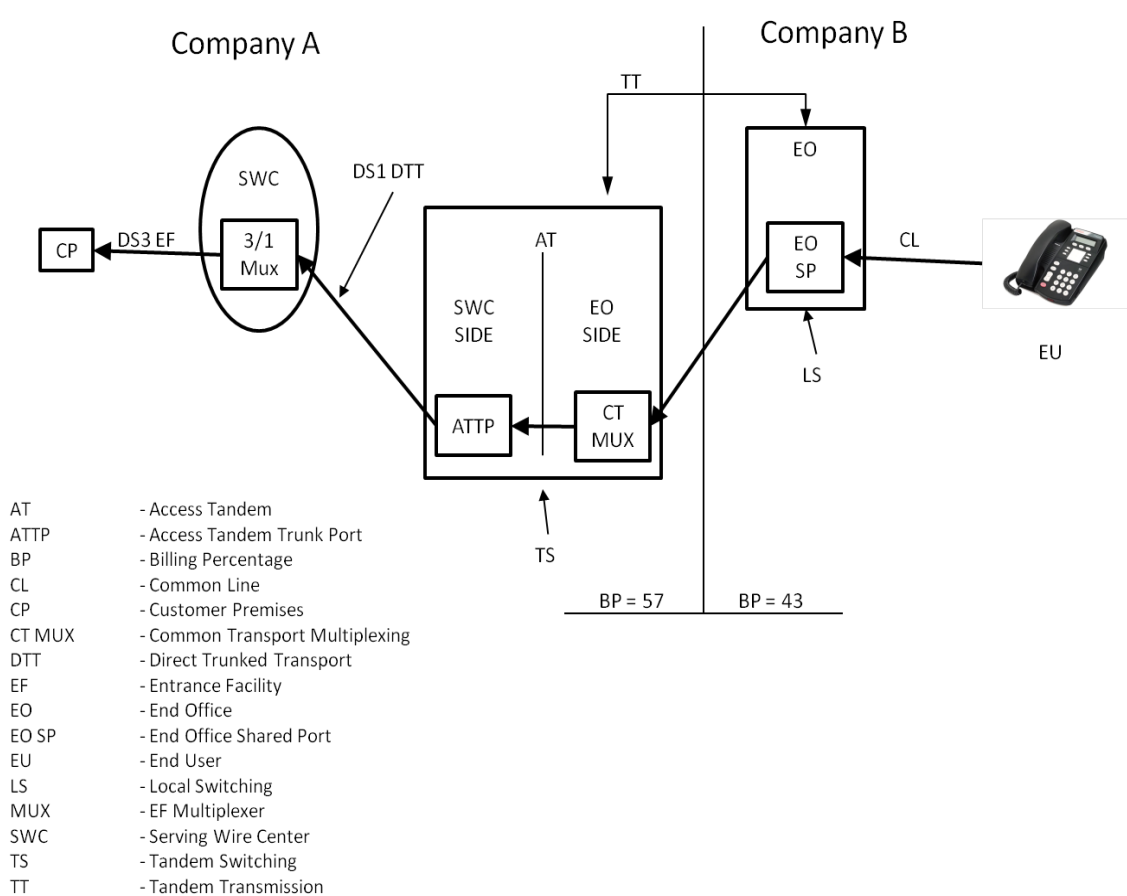 Company A
Company B
TT
EO
SWC
DS1 DTT
AT
CP
DS3 EF
3/1
Mux
EO
SP
CL
SWC
SIDE
EO
SIDE
EU
LS
ATTP
CT
MUX
TS
BP = 57
BP = 43
AT - Access Tandem
ATTP - Access Tandem Trunk Port
BP - Billing Percentage
CL - Common Line
CP - Customer Premises
CT MUX - Common Transport Multiplexing
DTT - Direct Trunked Transport
EF - Entrance Facility
EO - End Office
EO SP - End Office Shared Port
EU - End User
LS - Local Switching
MUX - EF Multiplexer
SWC - Serving Wire Center
TS - Tandem Switching
TT - Tandem Transmission